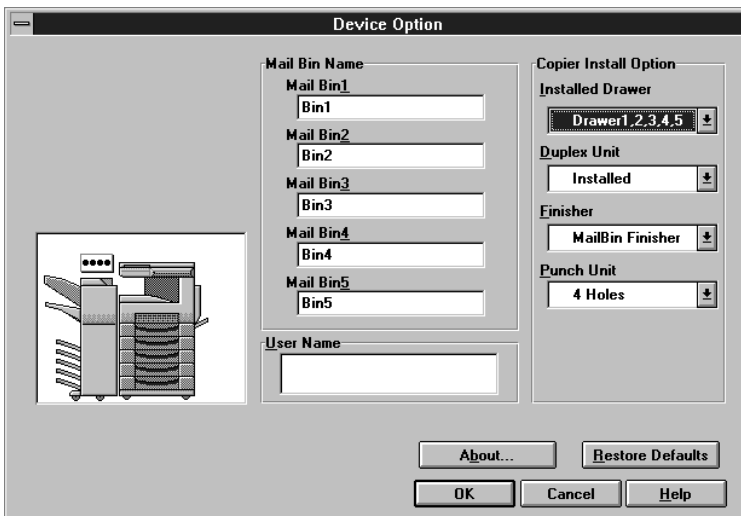 Device Option
Mail Bin Name
Mail Bin1
Bin1
Mail Bin2
Bin2
Mail Bin3
Bin3
Mail Bin4
Bin4
Mail Bin5
Bin5
User Name
Copier Install Option
Installed Drawer
Drawer1,2,3,4,5
Duplex Unit
Installed
Finisher
MailBin Finisher
Punch Unit
4 Holes
About...
Restore Defaults
OK
Cancel
Help